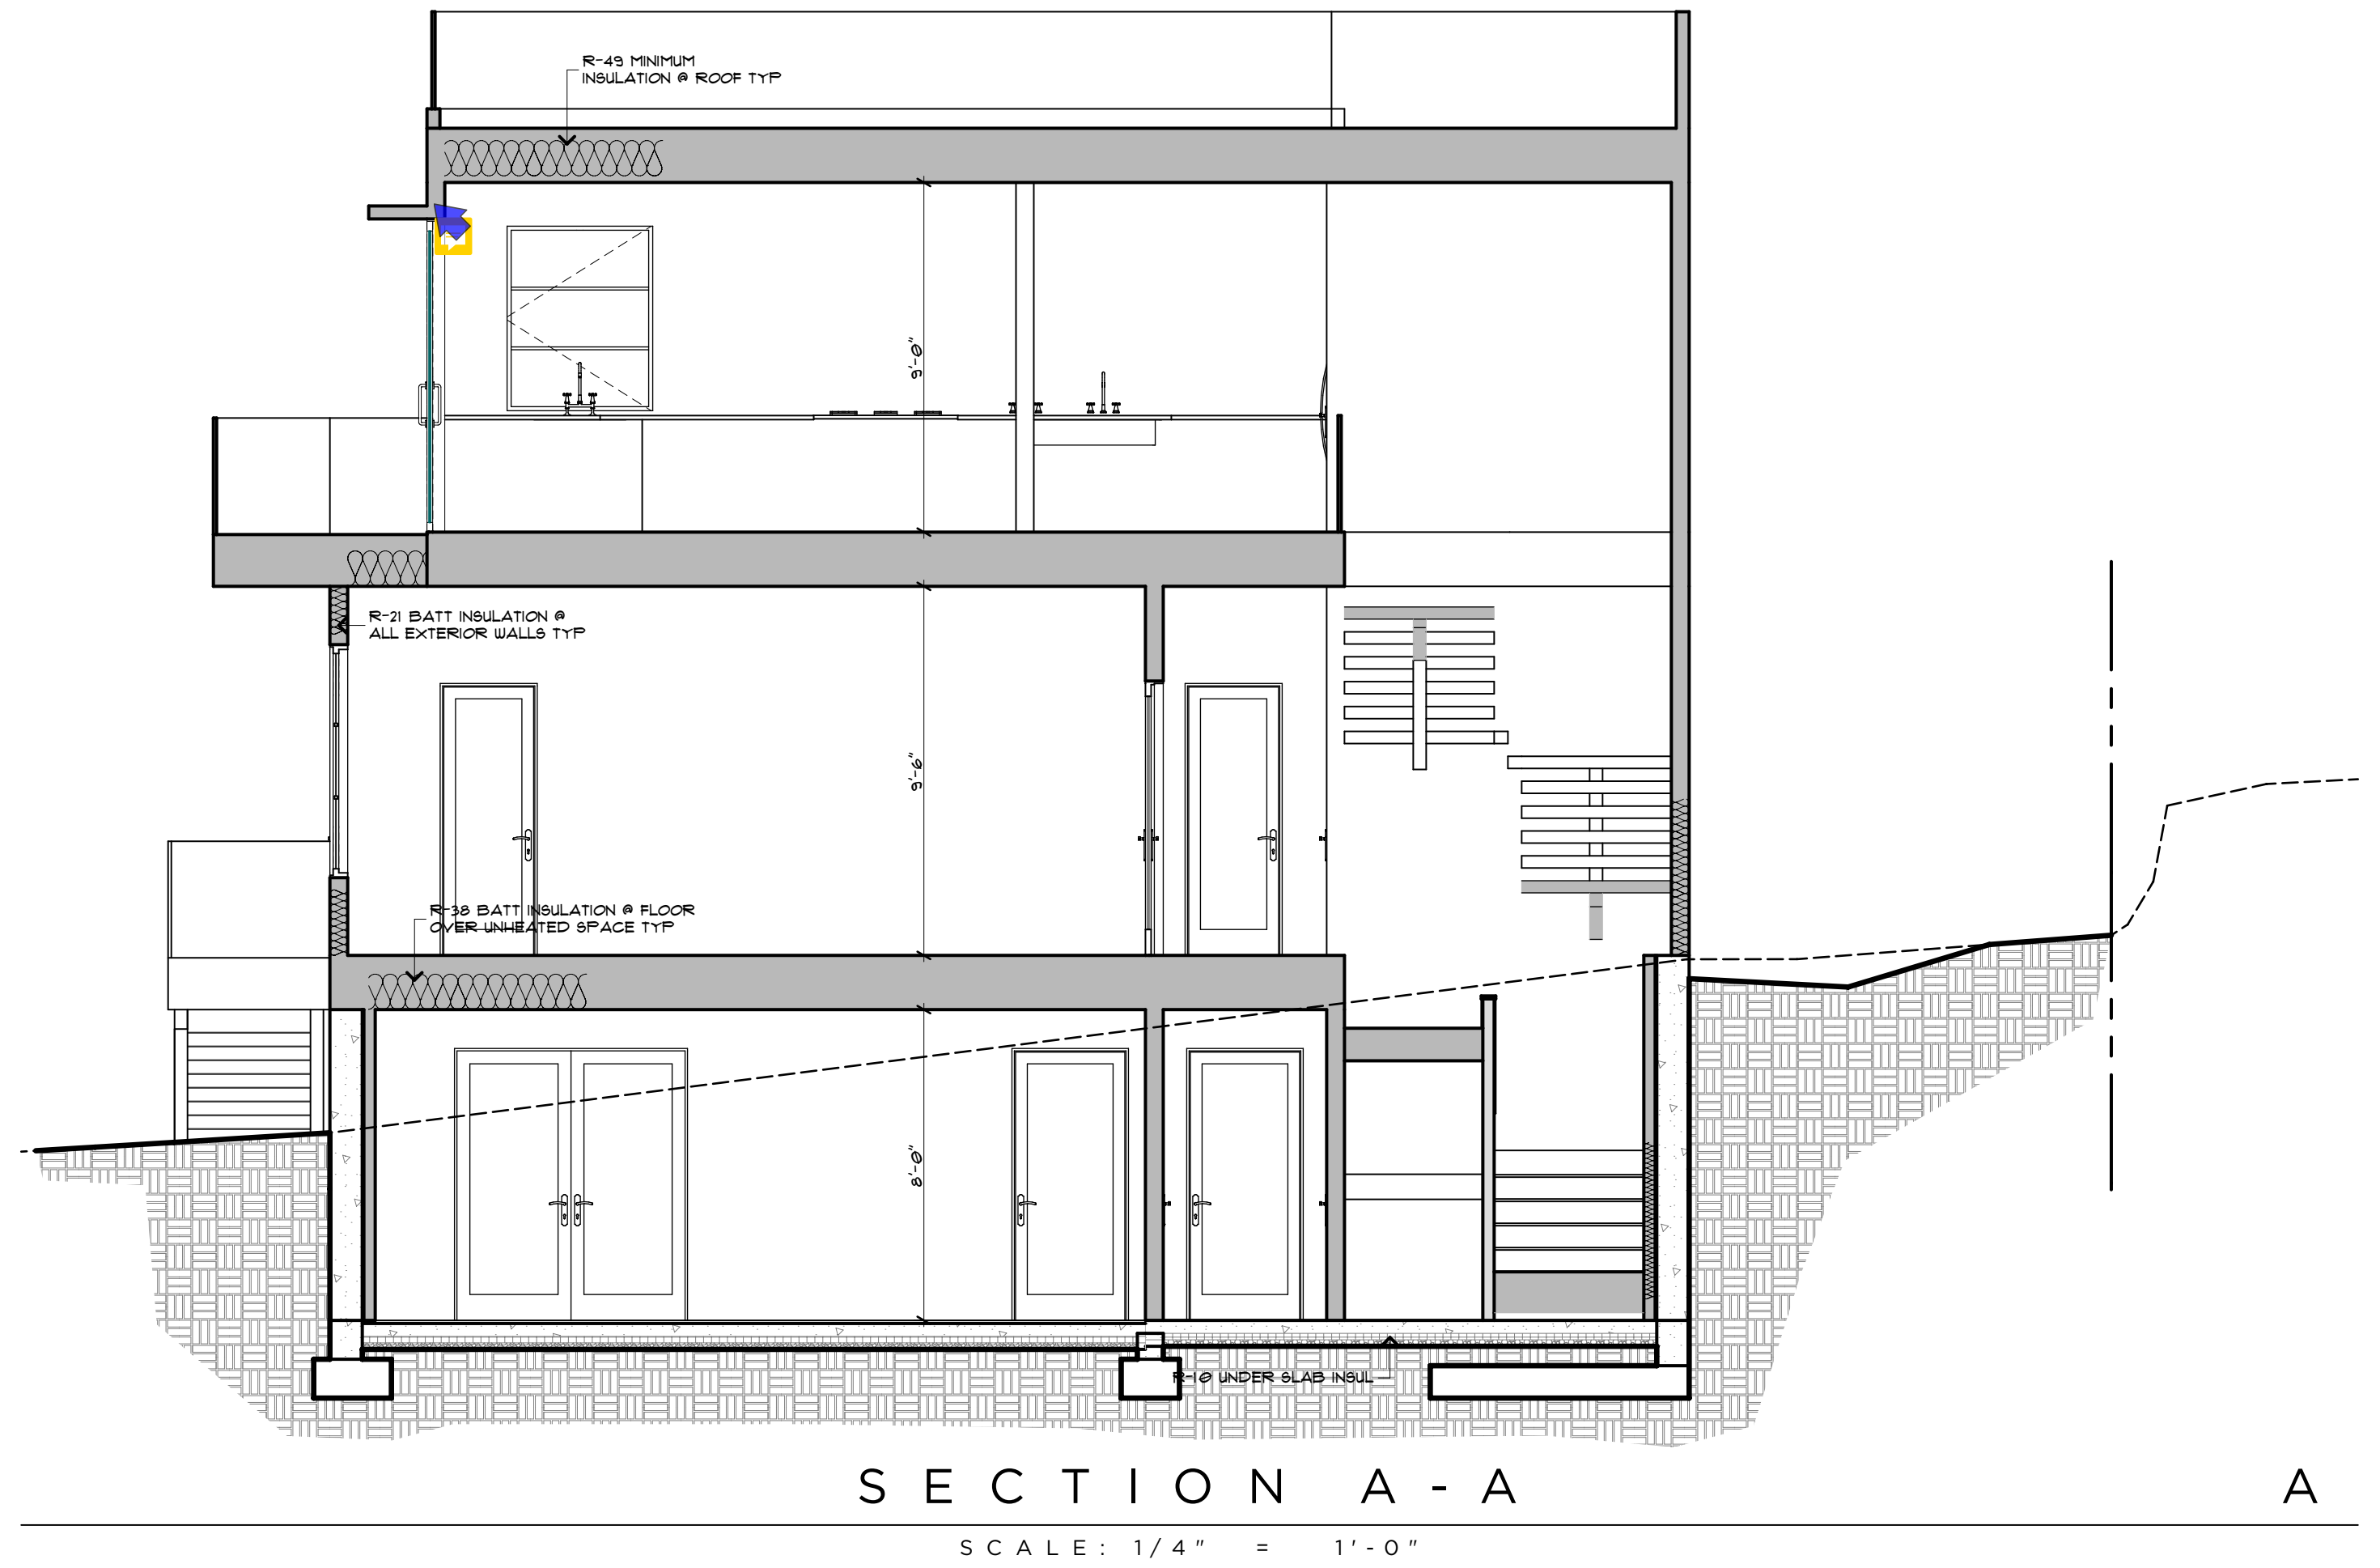 R-49 MINIMUM
INSULATION @ ROOF TYP
9'-0"
R-21 BATT INSULATION @
ALL EXTERIOR WALLS TYP
9'-6"
R-38 BATT INSULATION @ FLOOR
OVER UNHEATED SPACE TYP
8'-0"
R-10 UNDER SLAB INSUL
SECTION A-A
A
SCALE: 1/4" = 1'-0"